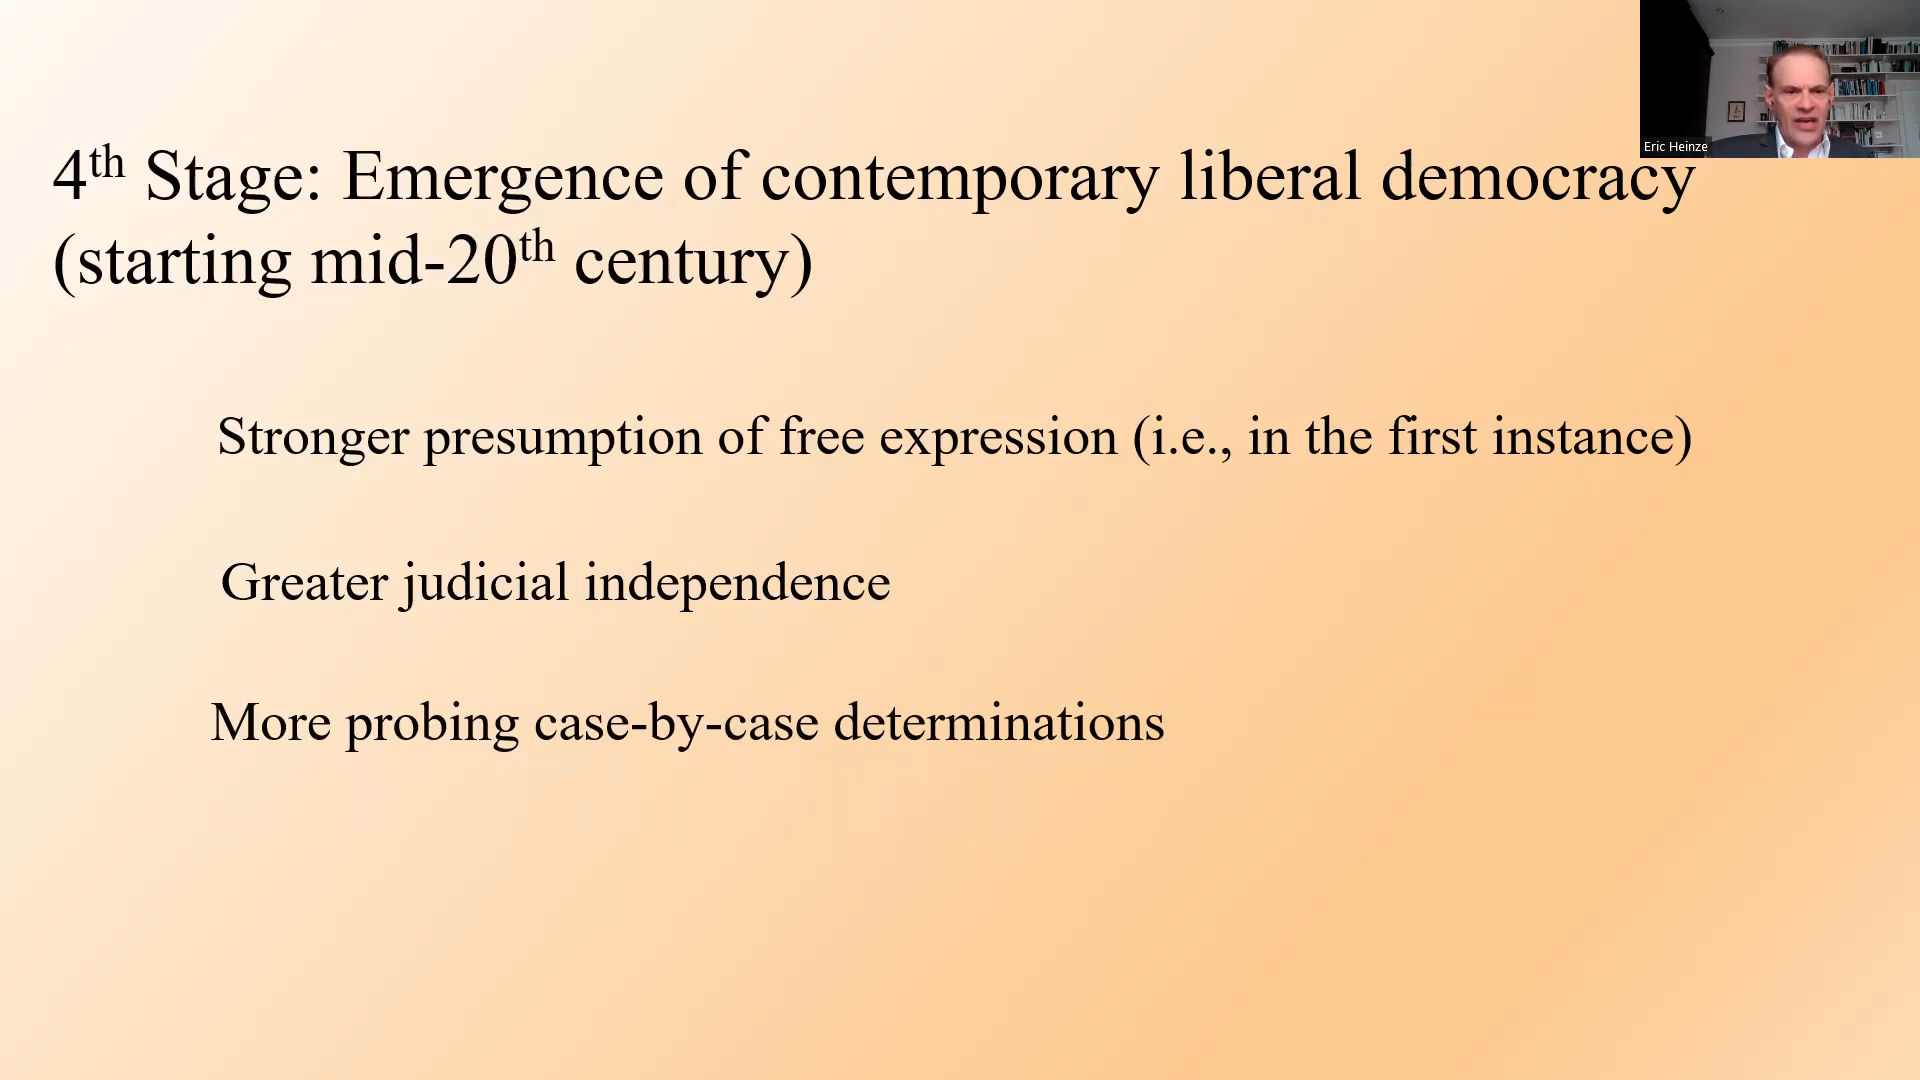 4th Stage: Emergence of contemporary liberal democracy
(starting mid-20th century)
Stronger presumption of free expression (i.e., in the first instance)
Greater judicial independence
More probing case-by-case determinations
Eric Heinze